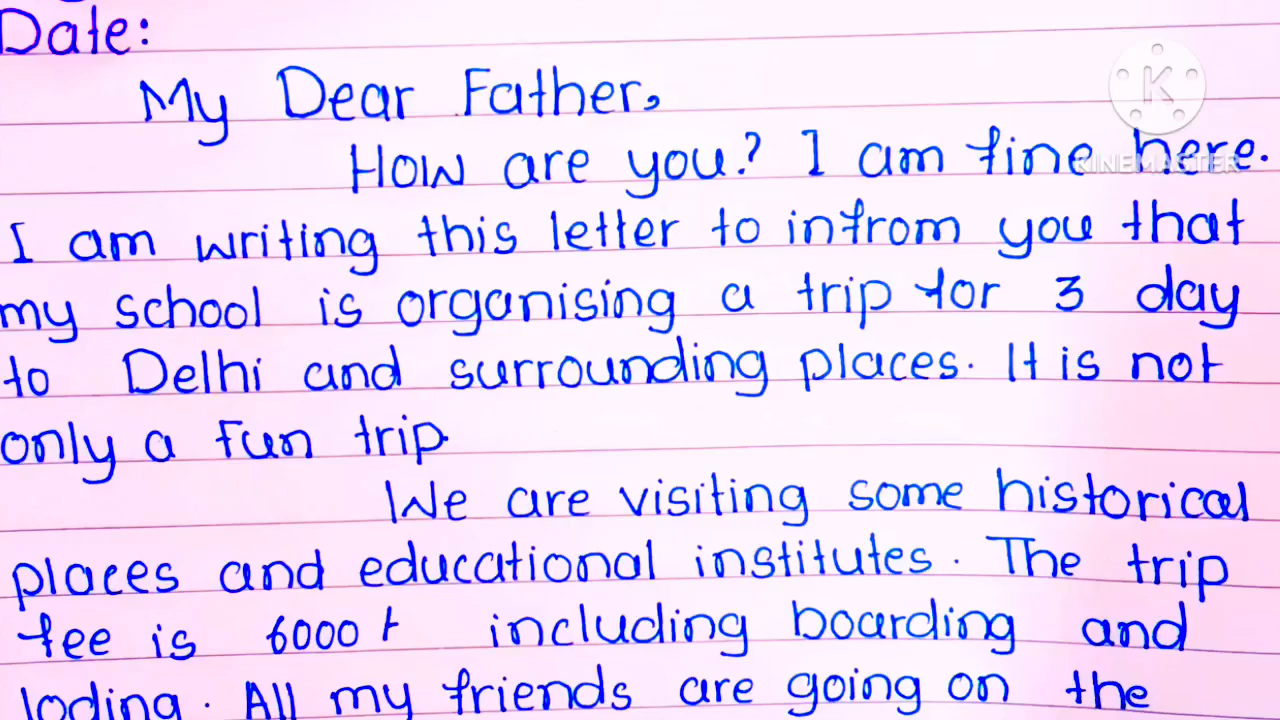 Date:
My Dear Father,
How are you? I am fine here.
KINEMASTER
I am writing this letter to infrom you that
my school is organising a trip for 3 day
to Delhi and surrounding places. It is not
only a fun trip.
We are visiting some historical
places and educational institutes. The trip
fee is 6000 including boarding and
loding. All my friends are going on the